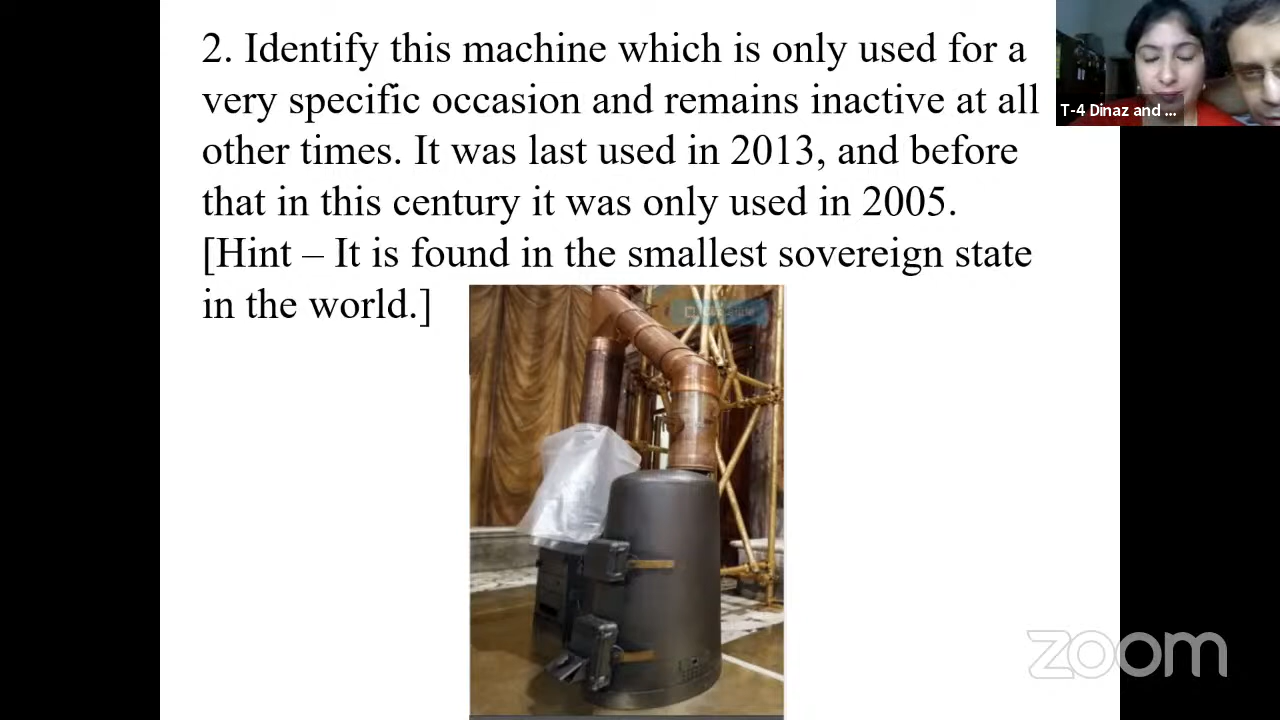 2. Identify this machine which is only used for a
very specific occasion and remains inactive at all
other times. It was last used in 2013, and before
that in this century it was only used in 2005.
[Hint – It is found in the smallest sovereign state
in the world.]
T-4 Dinaz and ...
zoom